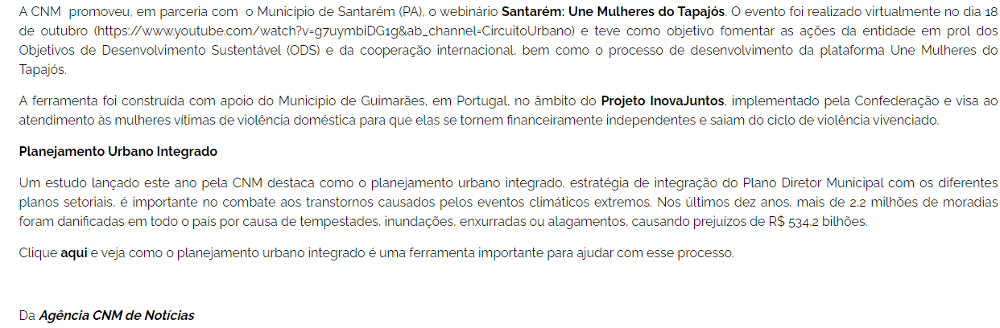 A CNM promoveu, em parceria com o Município de Santarém (PA), o webinário Santarém: Une Mulheres do Tapajós. O evento foi realizado virtualmente no dia 18
de outubro (https://www.youtube.com/watch?v=g7uymbiDG1g&ab_channel=CircuitoUrbano) e teve como objetivo fomentar as ações da entidade em prol dos
Objetivos de Desenvolvimento Sustentável (ODS) e da cooperação internacional, bem como o processo de desenvolvimento da plataforma Une Mulheres do
Tapajós.
A ferramenta foi construída com apoio do Município de Guimarães, em Portugal, no âmbito do Projeto InovaJuntos, implementado pela Confederação e visa ao
atendimento às mulheres vítimas de violência doméstica para que elas se tornem financeiramente independentes e saiam do ciclo de violência vivenciado.
Planejamento Urbano Integrado
Um estudo lançado este ano pela CNM destaca como o planejamento urbano integrado, estratégia de integração do Plano Diretor Municipal com os diferentes
planos setoriais, é importante no combate aos transtornos causados pelos eventos climáticos extremos. Nos últimos dez anos, mais de 2,2 milhões de moradias
foram danificadas em todo o país por causa de tempestades, inundações, enxurradas ou alagamentos, causando prejuízos de R$ 534,2 bilhões.
Clique aqui e veja como o planejamento urbano integrado é uma ferramenta importante para ajudar com esse processo.
Da Agência CNM de Notícias